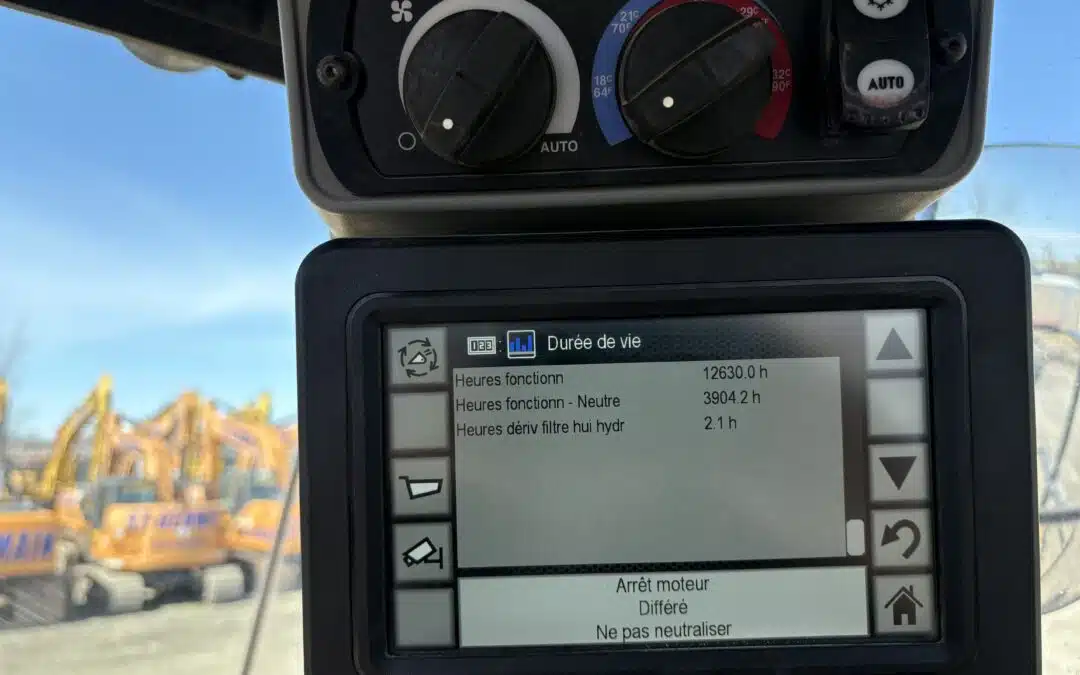 21c
70F
29c
18c
64F
32c
90F
AUTO
AUTO
123 : Durée de vie
Heures fonctionn 12630.0 h
Heures fonctionn - Neutre 3904.2 h
Heures dériv filtre hui hydr 2.1 h
Arrêt moteur
Différé
Ne pas neutraliser